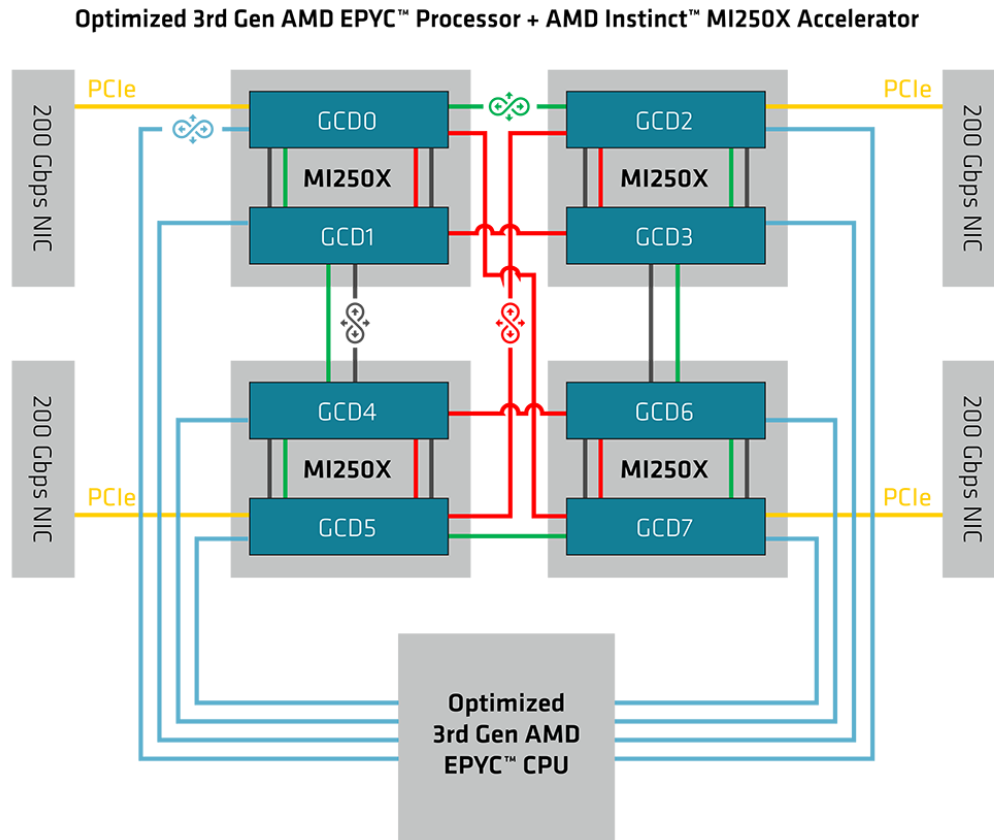 Optimized 3rd Gen AMD EPYC™ Processor + AMD Instinct™ MI250X Accelerator
200 Gbps NIC
PCIe
GCD0
MI250X
GCD1
GCD2
MI250X
GCD3
PCIe
200 Gbps NIC
200 Gbps NIC
PCIe
GCD4
MI250X
GCD5
GCD6
MI250X
GCD7
PCIe
200 Gbps NIC
Optimized
3rd Gen AMD
EPYC™ CPU